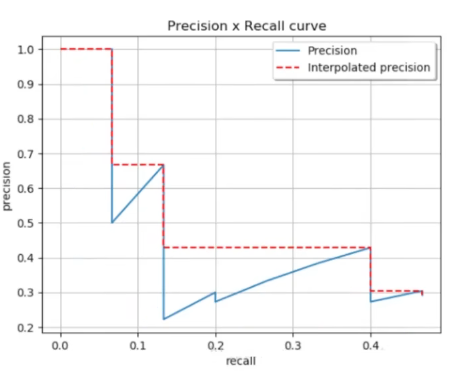 Precision x Recall curve
Precision
Interpolated precision
precision
1.0
0.9
0.8
0.7
0.6
0.5
0.4
0.3
0.2
0.0 0.1 0.2 0.3 0.4
recall